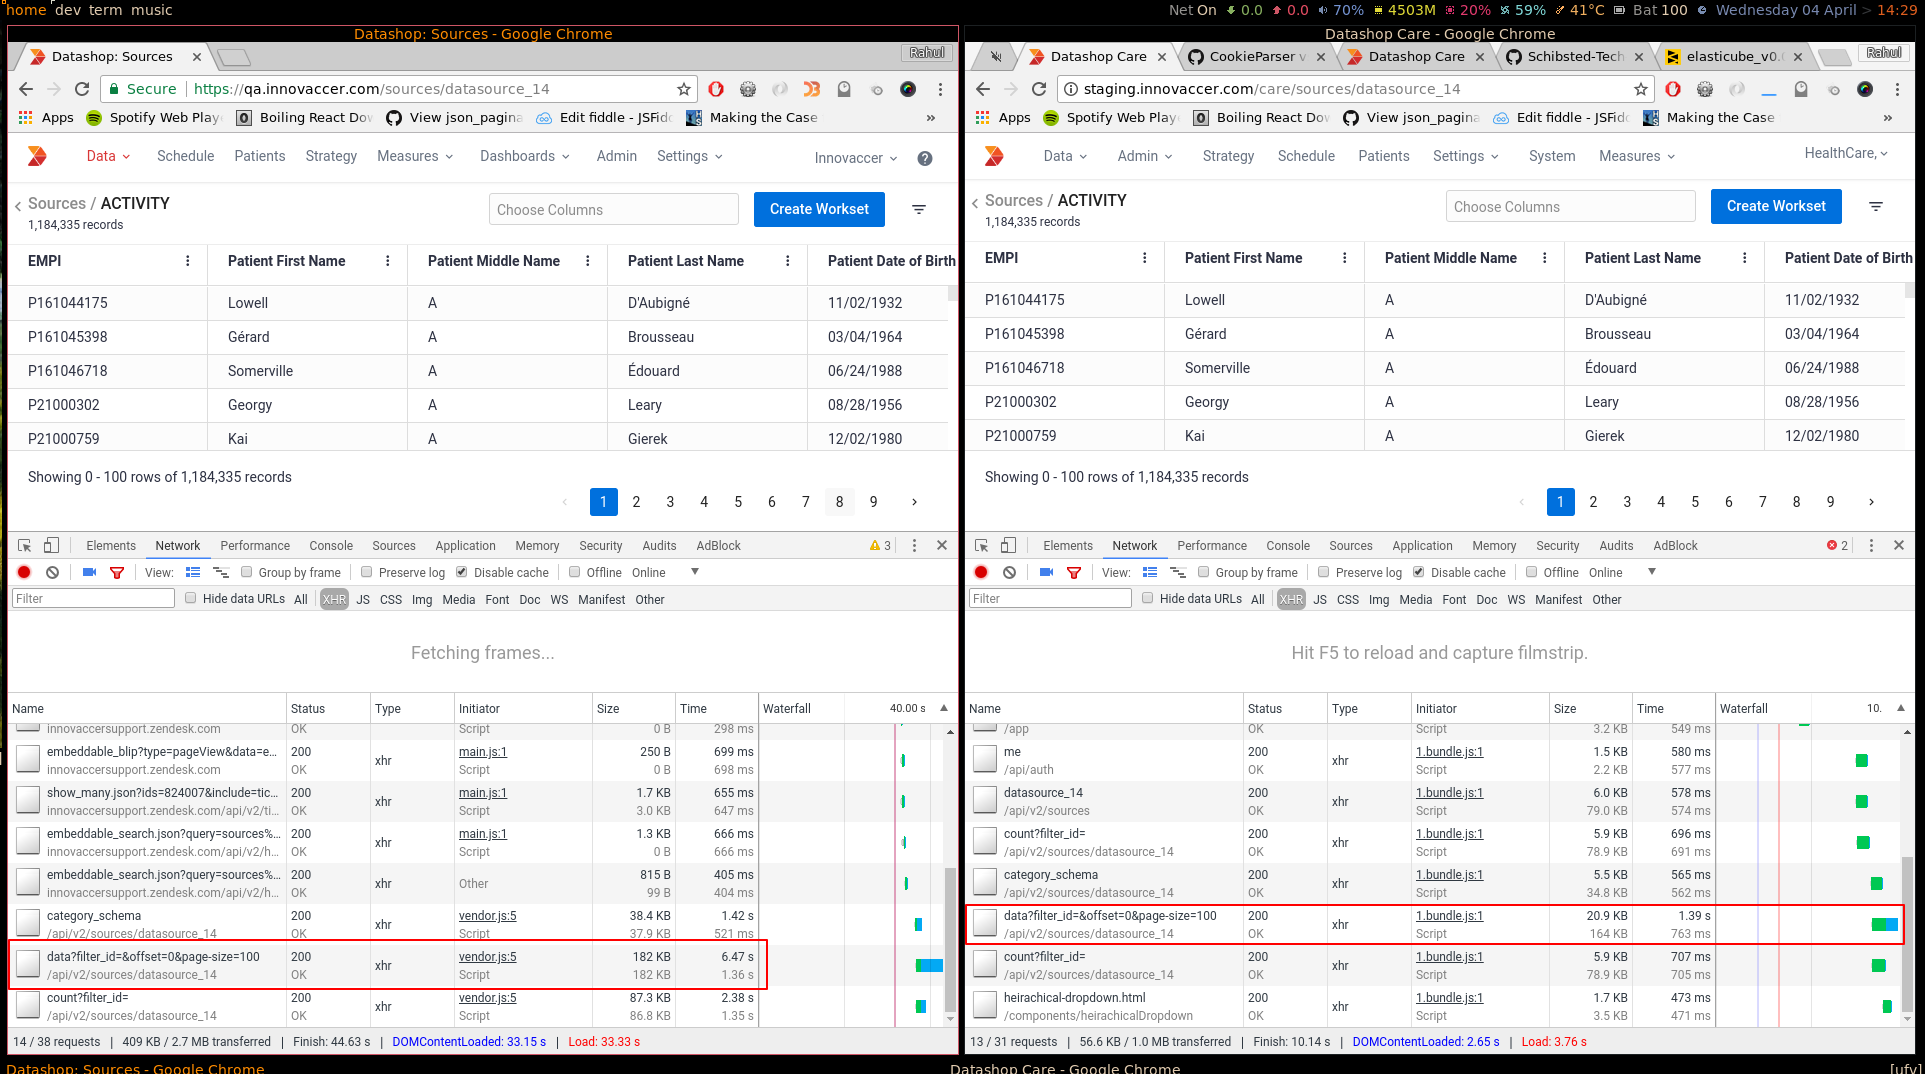 home dev term music
Net On 0.0 0.0 70% 4503M 20% 59% 41°C Bat 100 Wednesday 04 April > 14:29
Datashop: Sources - Google Chrome
Datashop: Sources
Rahul
Secure https://qa.innovaccer.com/sources/datasource_14
Apps Spotify Web Play Boiling React Dov View json_pagina Edit fiddle - JSFidd Making the Case »
Data Schedule Patients Strategy Measures Dashboards Admin Settings Innovaccer
Sources / ACTIVITY
1,184,335 records
Choose Columns
Create Workset
EMPI Patient First Name Patient Middle Name Patient Last Name Patient Date of Birth
P161044175 Lowell A D'Aubigné 11/02/1932
P161045398 Gérard A Brousseau 03/04/1964
P161046718 Somerville A Édouard 06/24/1988
P21000302 Georgy A Leary 08/28/1956
P21000759 Kai A Gierek 12/02/1980
Showing 0 - 100 rows of 1,184,335 records
‹ 1 2 3 4 5 6 7 8 9 ›
Elements Network Performance Console Sources Application Memory Security Audits AdBlock 3
View: Group by frame Preserve log Disable cache Offline Online
Filter Hide data URLs All XHR JS CSS Img Media Font Doc WS Manifest Other
Fetching frames...
Name Status Type Initiator Size Time Waterfall 40.00 s
innovaccersupport.zendesk.com OK Script 0 B 298 ms
embeddable_blip?type=pageView&data=e... 200 xhr main.js:1 250 B 699 ms
innovaccersupport.zendesk.com OK Script 0 B 698 ms
show_many.json?ids=824007&include=tic... 200 xhr main.js:1 1.7 KB 655 ms
innovaccersupport.zendesk.com/api/v2/ti... OK Script 3.0 KB 647 ms
embeddable_search.json?query=sources%... 200 xhr main.js:1 1.3 KB 666 ms
innovaccersupport.zendesk.com/api/v2/h... OK Script 0 B 666 ms
embeddable_search.json?query=sources%... 200 xhr Other 815 B 405 ms
innovaccersupport.zendesk.com/api/v2/h... OK 99 B 404 ms
category_schema 200 xhr vendor.js:5 38.4 KB 1.42 s
/api/v2/sources/datasource_14 OK Script 37.9 KB 521 ms
data?filter_id=&offset=0&page-size=100 200 xhr vendor.js:5 182 KB 6.47 s
/api/v2/sources/datasource_14 OK Script 182 KB 1.36 s
count?filter_id= 200 xhr vendor.js:5 87.3 KB 2.38 s
/api/v2/sources/datasource_14 OK Script 86.8 KB 1.35 s
14 / 38 requests | 409 KB / 2.7 MB transferred | Finish: 44.63 s | DOMContentLoaded: 33.15 s | Load: 33.33 s
Datashop: Sources - Google Chrome
Datashop Care - Google Chrome
Datashop Care CookieParser v Datashop Care Schibsted-Tech elasticube_v0.
Rahul
staging.innovaccer.com/care/sources/datasource_14
Apps Spotify Web Play Boiling React Dov View json_pagina Edit fiddle - JSFidd Making the Case »
Data Admin Strategy Schedule Patients Settings System Measures HealthCare,
Sources / ACTIVITY
1,184,335 records
Choose Columns
Create Workset
EMPI Patient First Name Patient Middle Name Patient Last Name Patient Date of Birth
P161044175 Lowell A D'Aubigné 11/02/1932
P161045398 Gérard A Brousseau 03/04/1964
P161046718 Somerville A Édouard 06/24/1988
P21000302 Georgy A Leary 08/28/1956
P21000759 Kai A Gierek 12/02/1980
Showing 0 - 100 rows of 1,184,335 records
‹ 1 2 3 4 5 6 7 8 9 ›
Elements Network Performance Console Sources Application Memory Security Audits AdBlock 2
View: Group by frame Preserve log Disable cache Offline Online
Filter Hide data URLs All XHR JS CSS Img Media Font Doc WS Manifest Other
Hit F5 to reload and capture filmstrip.
Name Status Type Initiator Size Time Waterfall 10.
/app OK Script 3.2 KB 549 ms
me 200 xhr 1.bundle.js:1 1.5 KB 580 ms
/api/auth OK Script 2.2 KB 577 ms
datasource_14 200 xhr 1.bundle.js:1 6.0 KB 578 ms
/api/v2/sources OK Script 79.0 KB 574 ms
count?filter_id= 200 xhr 1.bundle.js:1 5.9 KB 696 ms
/api/v2/sources/datasource_14 OK Script 78.9 KB 691 ms
category_schema 200 xhr 1.bundle.js:1 5.5 KB 565 ms
/api/v2/sources/datasource_14 OK Script 34.8 KB 562 ms
data?filter_id=&offset=0&page-size=100 200 xhr 1.bundle.js:1 20.9 KB 1.39 s
/api/v2/sources/datasource_14 OK Script 164 KB 763 ms
count?filter_id= 200 xhr 1.bundle.js:1 5.9 KB 707 ms
/api/v2/sources/datasource_14 OK Script 78.9 KB 705 ms
heirachical-dropdown.html 200 xhr 1.bundle.js:1 1.7 KB 473 ms
/components/heirachicalDropdown OK Script 3.5 KB 471 ms
13 / 31 requests | 56.6 KB / 1.0 MB transferred | Finish: 10.14 s | DOMContentLoaded: 2.65 s | Load: 3.76 s
Datashop Care - Google Chrome
[ufv]